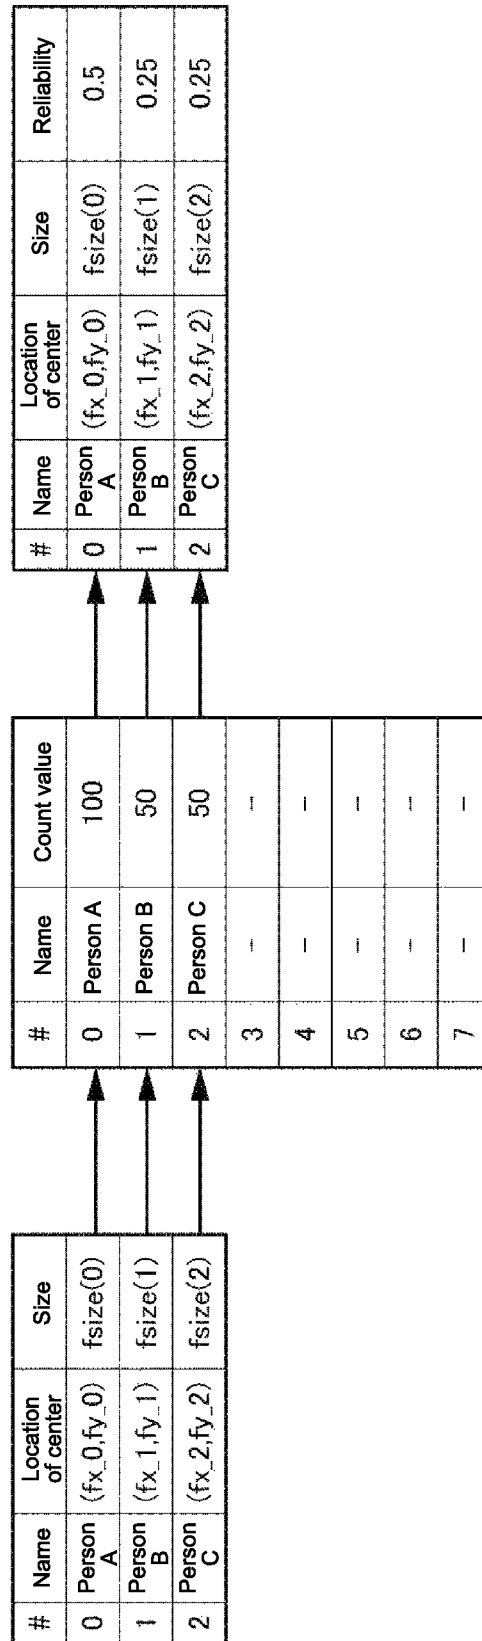 # Name Location of center Size
0 Person A (fx_0,fy_0) fsize(0)
1 Person B (fx_1,fy_1) fsize(1)
2 Person C (fx_2,fy_2) fsize(2)
# Name Count value
0 Person A 100
1 Person B 50
2 Person C 50
3 – –
4 – –
5 – –
6 – –
7 – –
# Name Location of center Size Reliability
0 Person A (fx_0,fy_0) fsize(0) 0.5
1 Person B (fx_1,fy_1) fsize(1) 0.25
2 Person C (fx_2,fy_2) fsize(2) 0.25